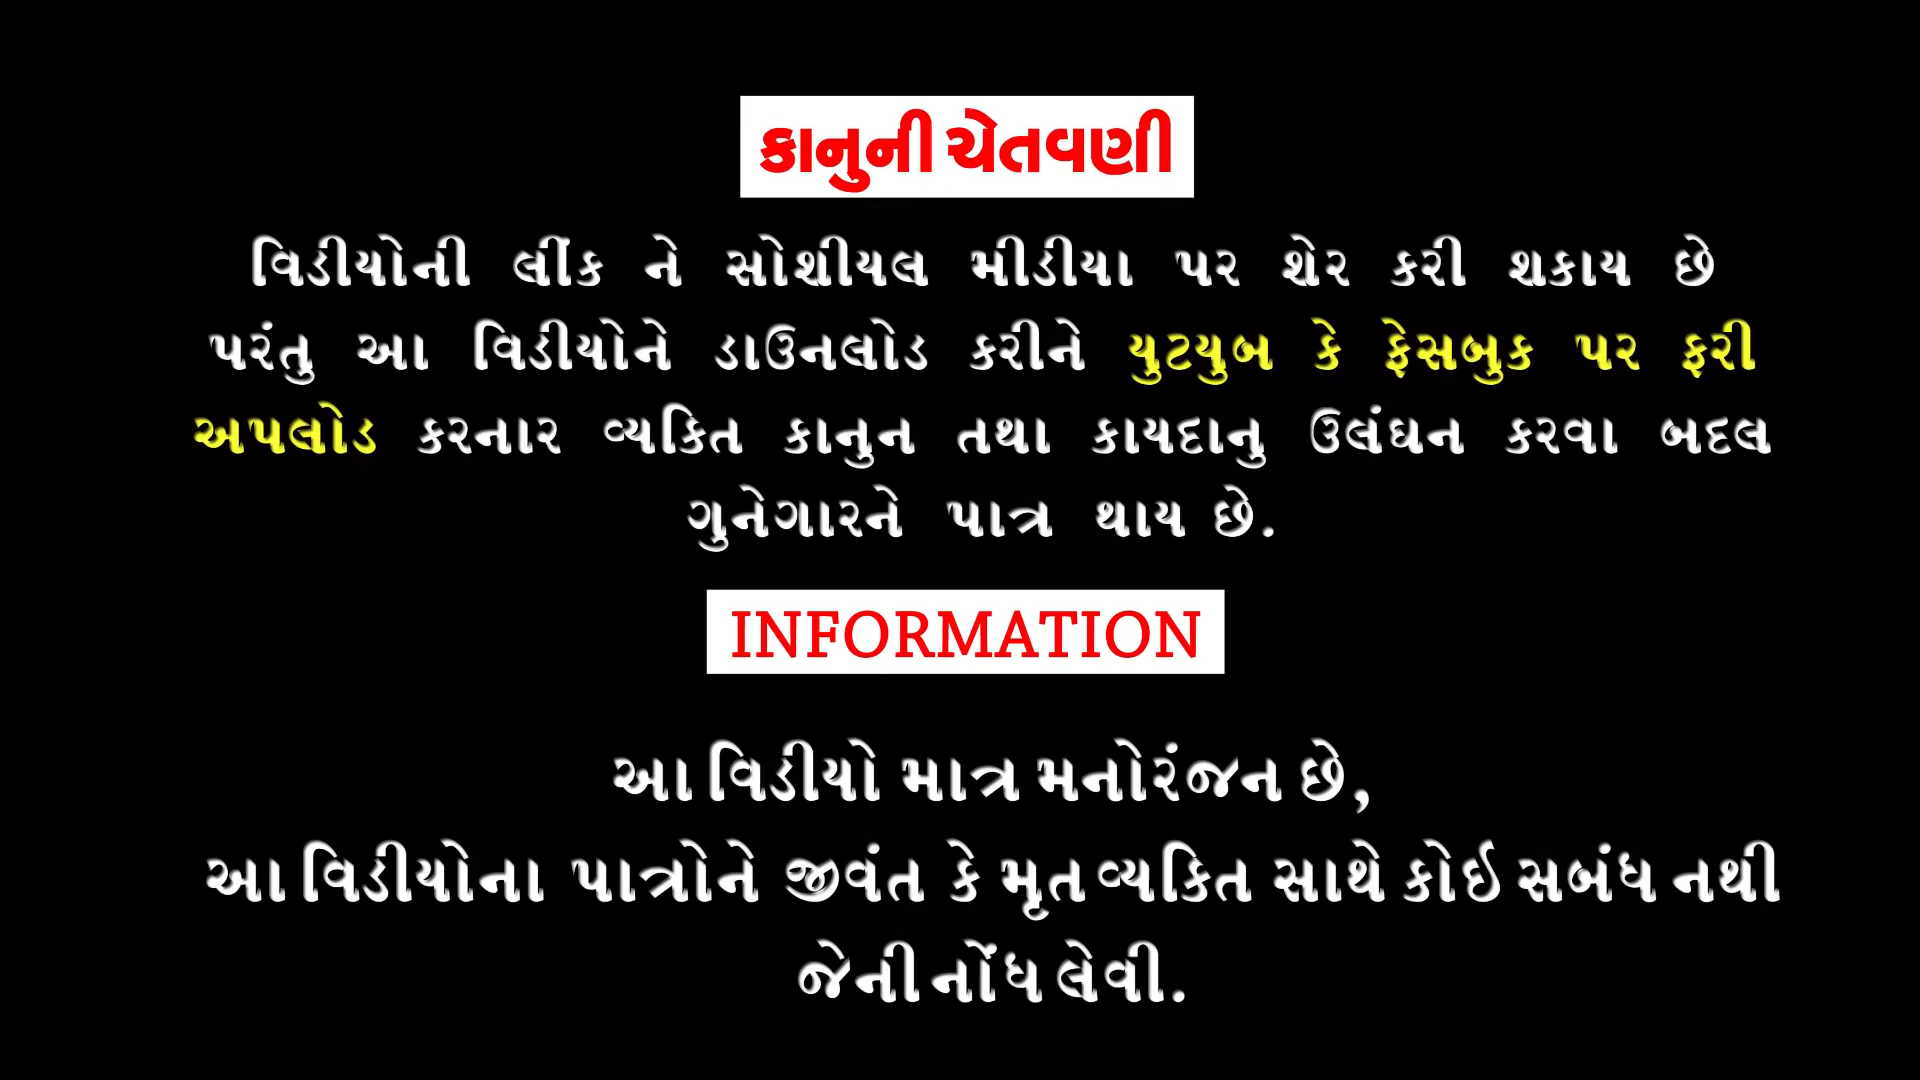 કાનુની ચેતવણી
વિડીયોની લીંક ને સોશીયલ મીડીયા પર શેર કરી શકાય છે
પરંતુ આ વિડીયોને ડાઉનલોડ કરીને યુટયુબ કે ફેસબુક પર ફરી
અપલોડ કરનાર વ્યકિત કાનુન તથા કાયદાનુ ઉલંઘન કરવા બદલ
ગુનેગારને પાત્ર થાય છે.
INFORMATION
આ વિડીયો માત્ર મનોરંજન છે,
આ વિડીયોના પાત્રોને જીવંત કે મૃત વ્યકિત સાથે કોઇ સબંધ નથી
જેની નોંધ લેવી.